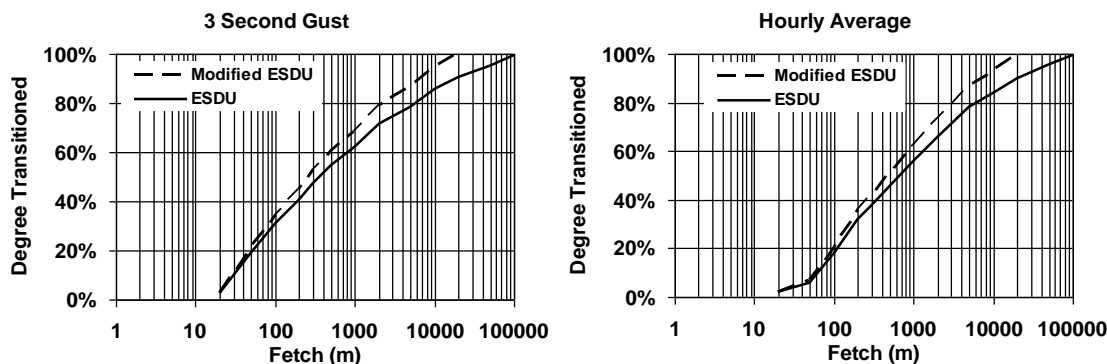 3 Second Gust
100%
80%
60%
40%
20%
0%
Degree Transitioned
Modified ESDU
ESDU
1 10 100 1000 10000 100000
Fetch (m)
Hourly Average
100%
80%
60%
40%
20%
0%
Degree Transitioned
Modified ESDU
ESDU
1 10 100 1000 10000 100000
Fetch (m)